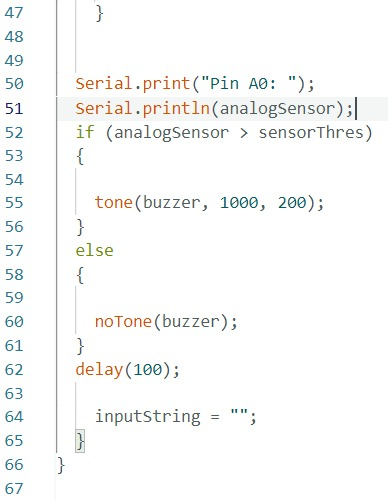 47 }
48
49
50 Serial.print("Pin A0: ");
51 Serial.println(analogSensor);
52 if (analogSensor > sensorThres)
53 {
54
55 tone(buzzer, 1000, 200);
56 }
57 else
58 {
59
60 noTone(buzzer);
61 }
62 delay(100);
63
64 inputString = "";
65 }
66 }
67